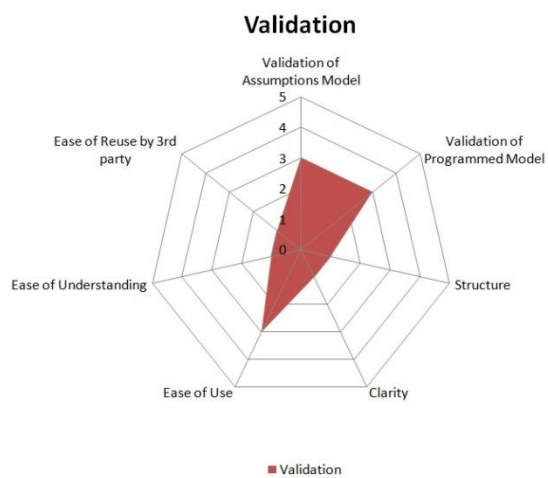 Validation
Validation of
Assumptions Model
5
4
3
2
1
0
Validation of
Programmed Model
Structure
Clarity
Ease of Use
Ease of Understanding
Ease of Reuse by 3rd
party
Validation